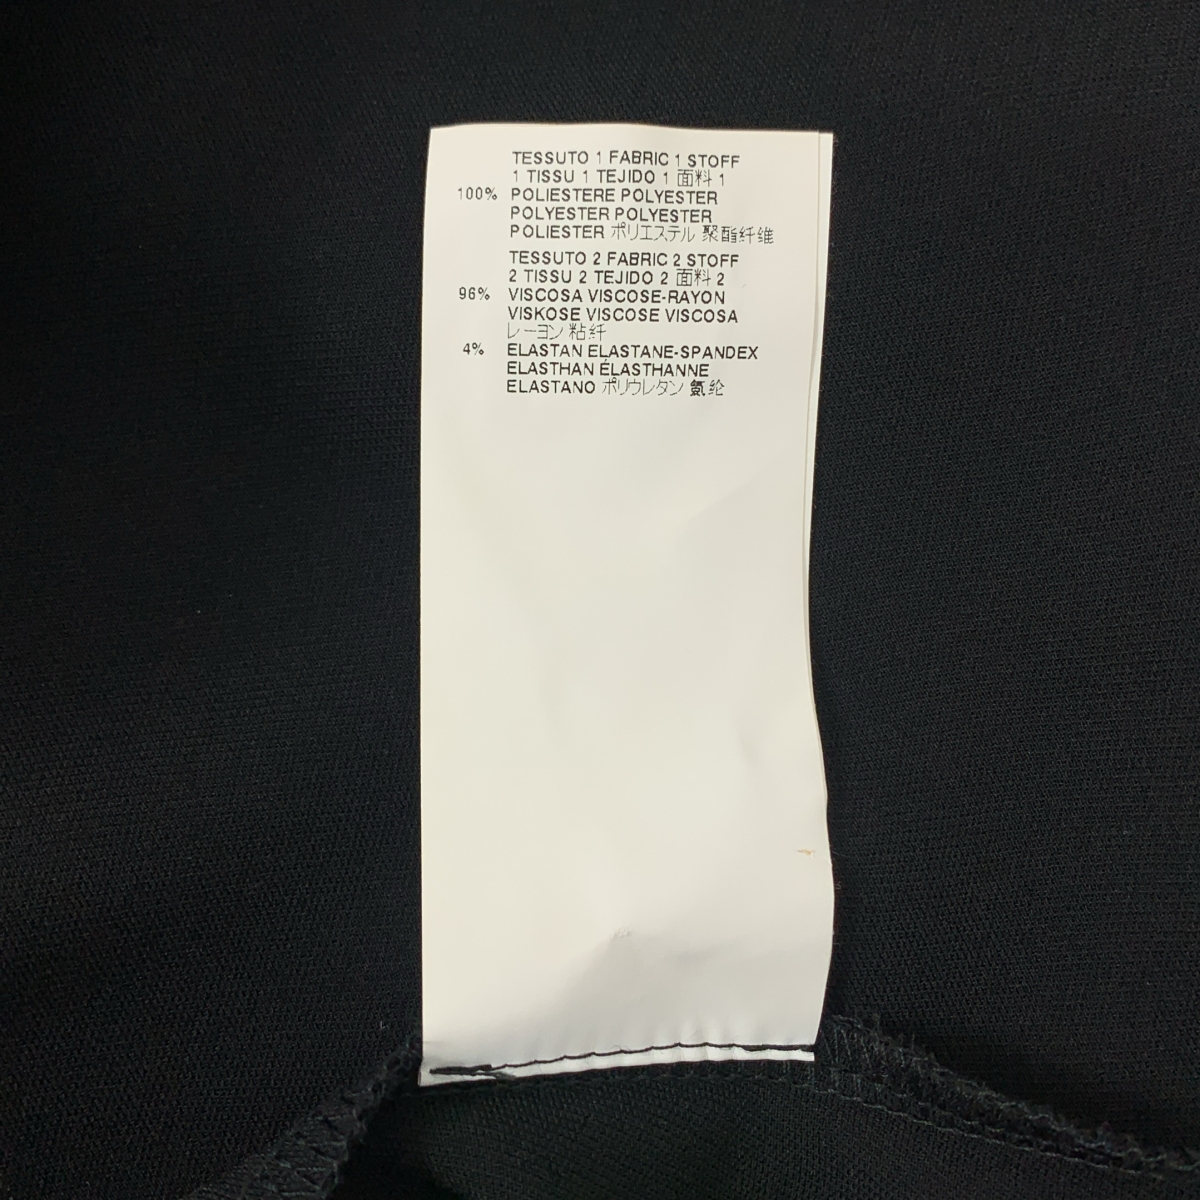 TESSUTO 1 FABRIC 1 STOFF
1 TISSU 1 TEJIDO 1 面料 1
100% POLIESTERE POLYESTER
POLYESTER POLYESTER
POLIESTER ポリエステル 聚酯纤维
TESSUTO 2 FABRIC 2 STOFF
2 TISSU 2 TEJIDO 2 面料 2
96% VISCOSA VISCOSE-RAYON
VISKOSE VISCOSE VISCOSA
レーヨン 粘纤
4% ELASTAN ELASTANE-SPANDEX
ELASTHAN ÉLASTHANNE
ELASTANO ポリウレタン 氨纶